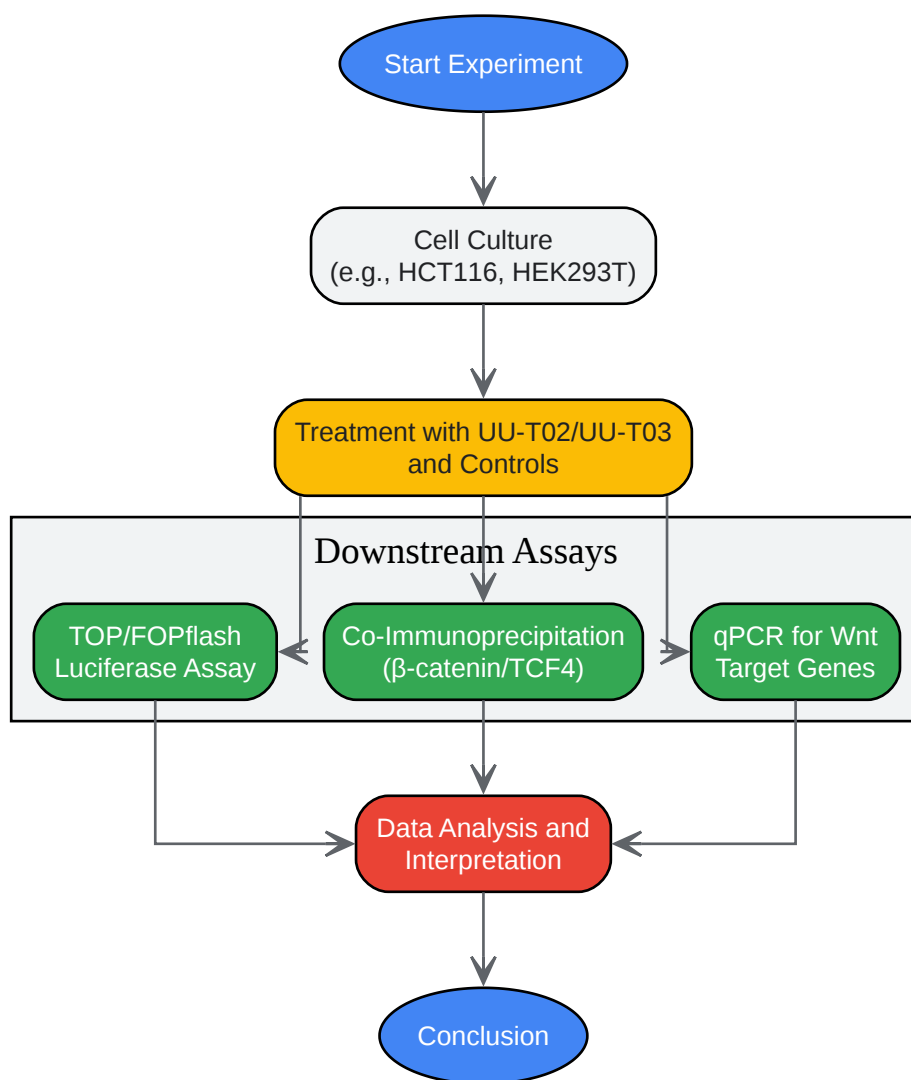 Start Experiment
Cell Culture
(e.g., HCT116, HEK293T)
Treatment with UU-T02/UU-T03
and Controls
Downstream Assays
TOP/FOPflash
Luciferase Assay
Co-Immunoprecipitation
(β-catenin/TCF4)
qPCR for Wnt
Target Genes
Data Analysis and
Interpretation
Conclusion